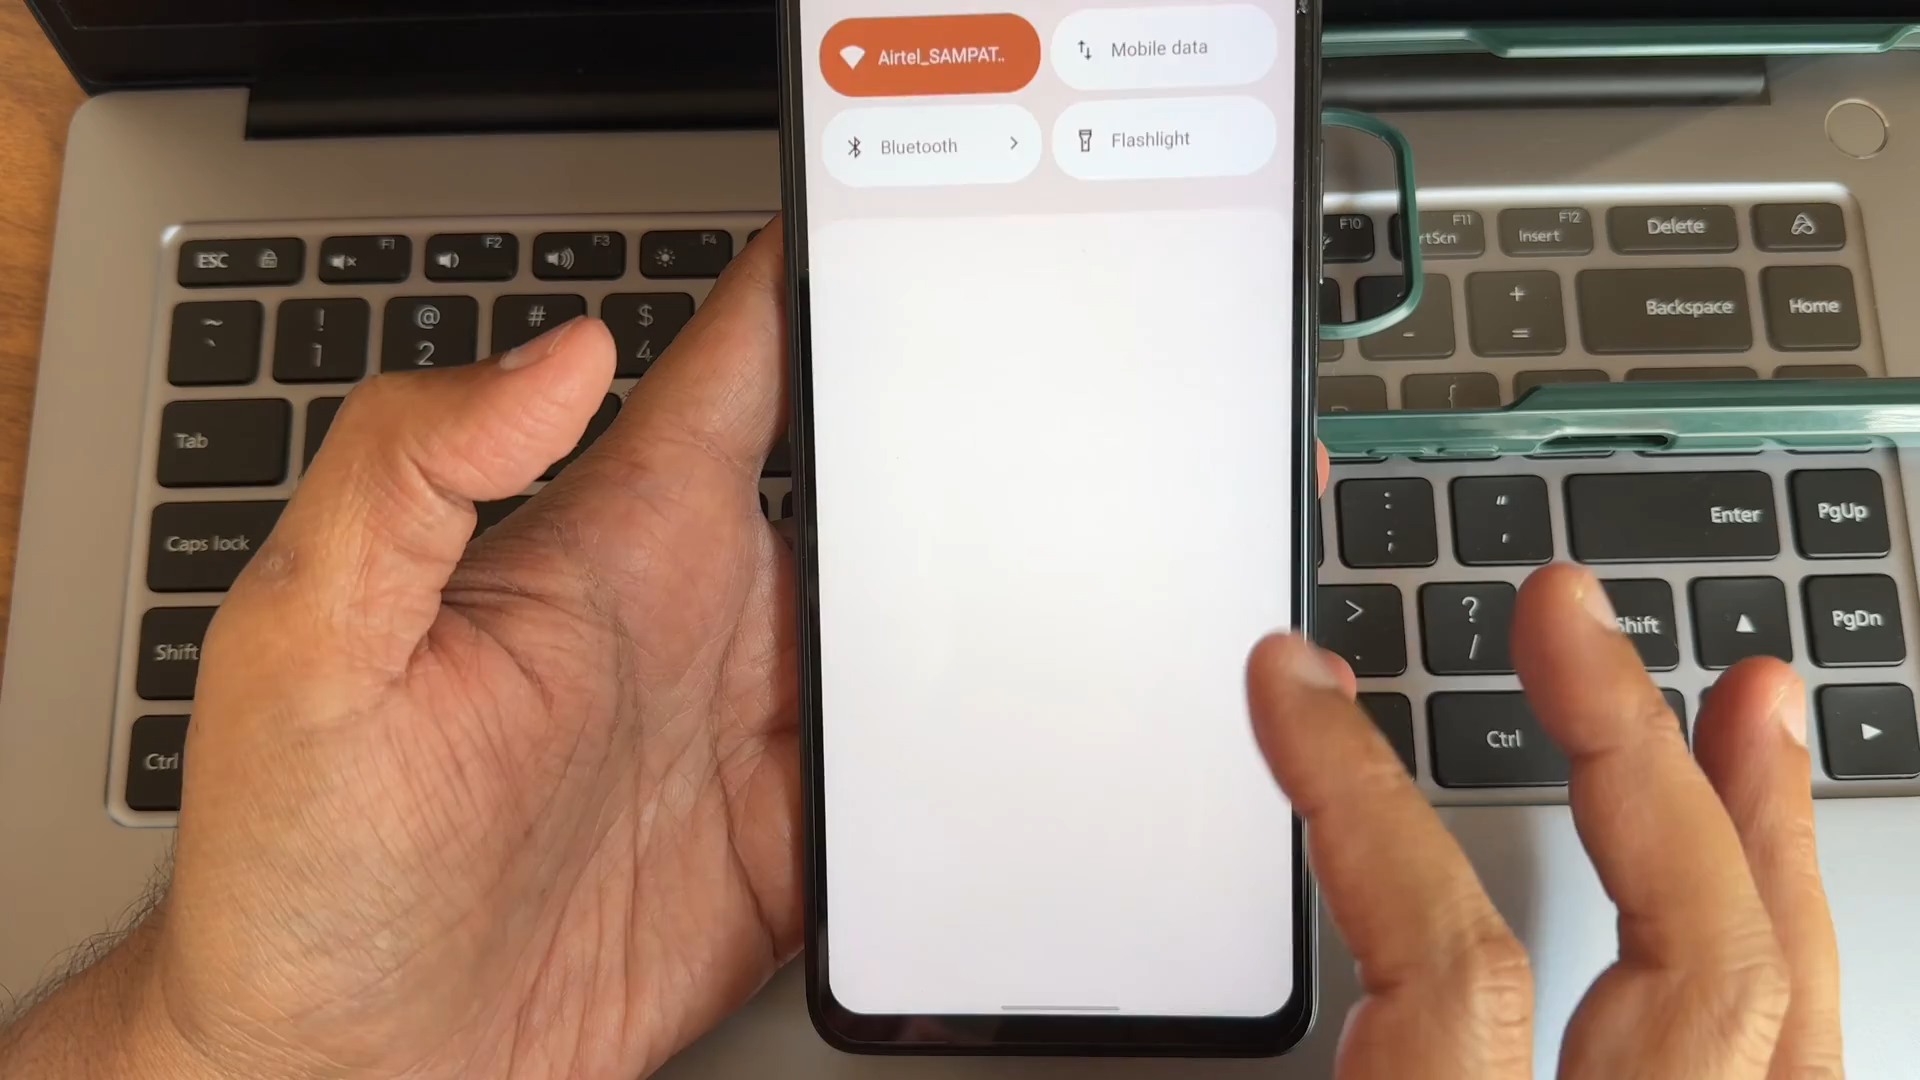 Airtel_SAMPAT..
Mobile data
Bluetooth
Flashlight
ESC
F1
F2
F3
F4
F10
F11
rtScn
F12
Insert
Delete
~
`
!
1
@
2
#
$
4
+
=
-
Backspace
Home
Tab
{
Caps lock
:
;
"
'
Enter
PgUp
Shift
>
.
?
/
Shift
PgDn
Ctrl
Ctrl